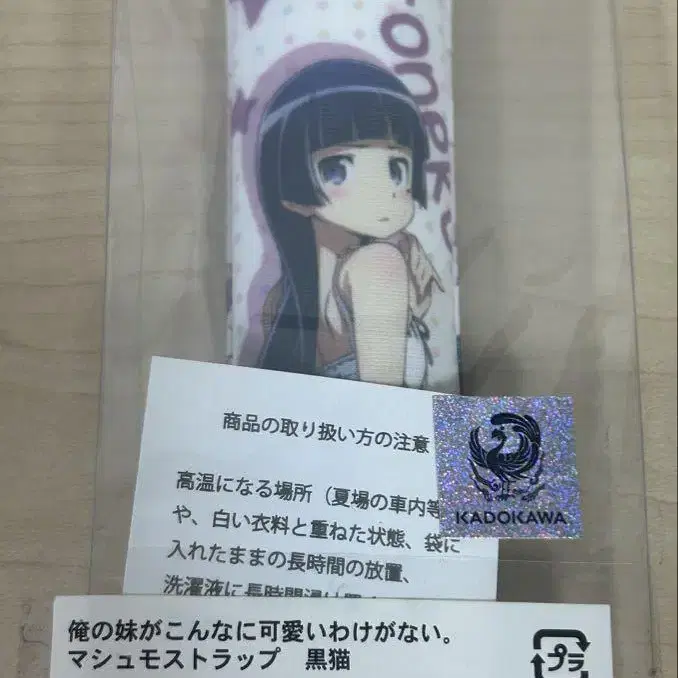 商品の取り扱い方の注意
高温になる場所（夏場の車内等
や、白い衣料と重ねた状態、袋に
入れたままの長時間の放置、
KADOKAWA
俺の妹がこんなに可愛いわけがない。
マシュモストラップ　黒猫
プラ